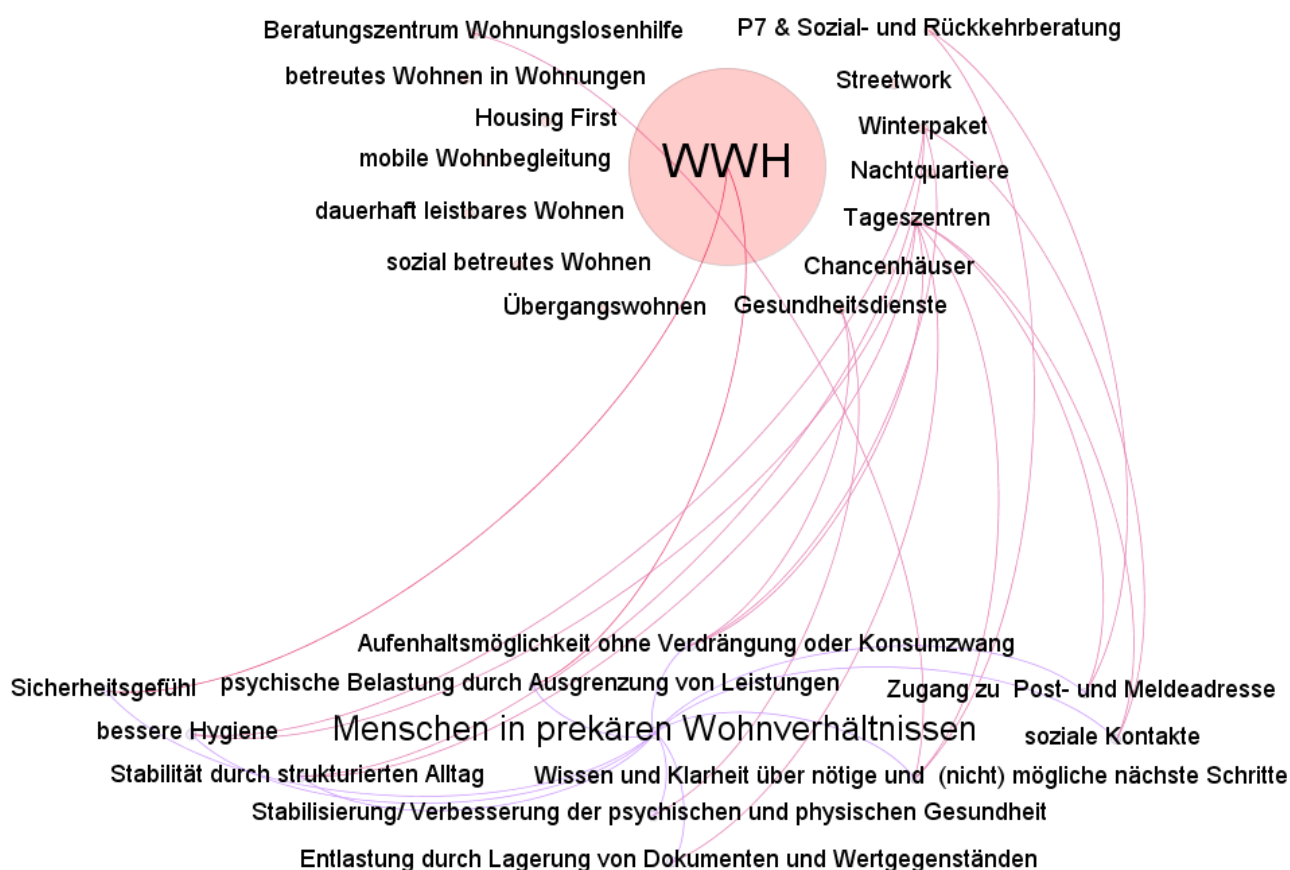 Beratungszentrum Wohnungslosenhilfe
P7 & Sozial- und Rückkehrberatung
betreutes Wohnen in Wohnungen
Streetwork
Housing First
Winterpaket
WWH
mobile Wohnbegleitung
Nachtquartiere
dauerhaft leistbares Wohnen
Tageszentren
sozial betreutes Wohnen
Chancenhäuser
Übergangswohnen
Gesundheitsdienste
Aufenthaltsmöglichkeit ohne Verdrängung oder Konsumzwang
Sicherheitsgefühl
psychische Belastung durch Ausgrenzung von Leistungen
Zugang zu Post- und Meldeadresse
bessere Hygiene
Menschen in prekären Wohnverhältnissen
soziale Kontakte
Stabilität durch strukturierten Alltag
Wissen und Klarheit über nötige und (nicht) mögliche nächste Schritte
Stabilisierung/ Verbesserung der psychischen und physischen Gesundheit
Entlastung durch Lagerung von Dokumenten und Wertgegenständen